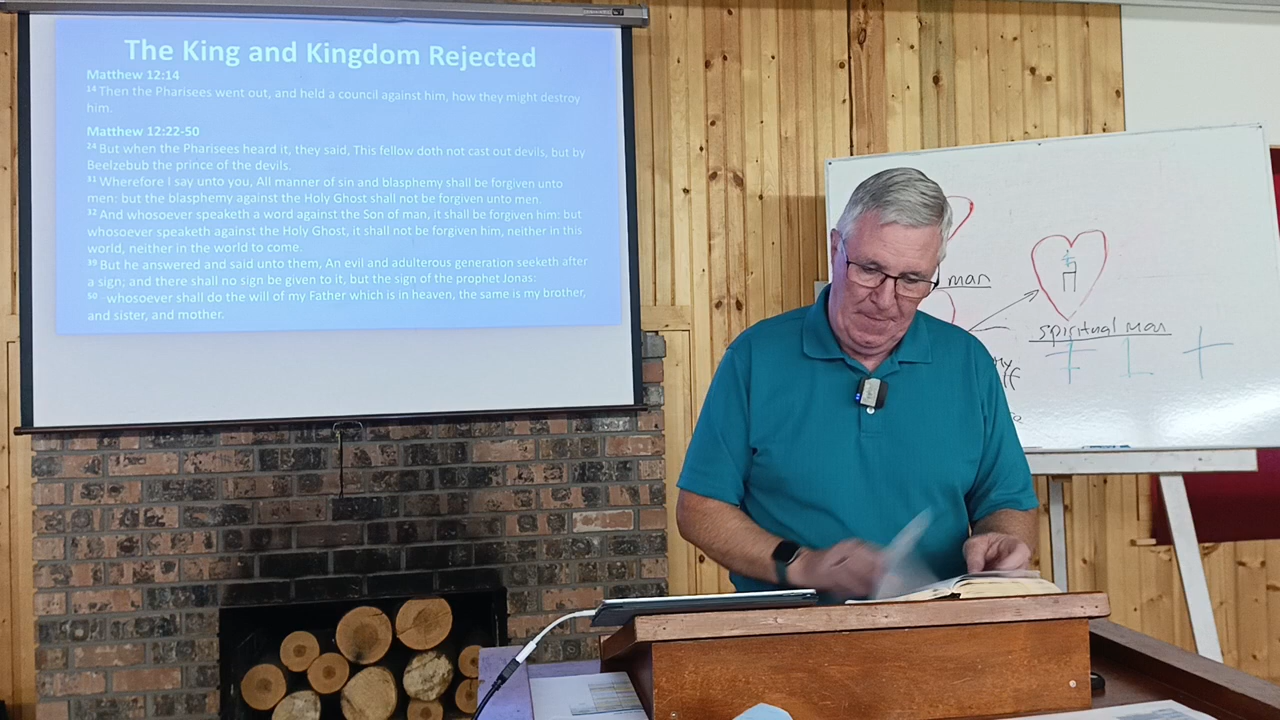 The King and Kingdom Rejected
Matthew 12:14
14 Then the Pharisees went out, and held a council against him, how they might destroy
him.
Matthew 12:22-50
24 But when the Pharisees heard it, they said, This fellow doth not cast out devils, but by
Beelzebub the prince of the devils.
31 Wherefore I say unto you, All manner of sin and blasphemy shall be forgiven unto
men: but the blasphemy against the Holy Ghost shall not be forgiven unto men.
32 And whosoever speaketh a word against the Son of man, it shall be forgiven him: but
whosoever speaketh against the Holy Ghost, it shall not be forgiven him, neither in this
world, neither in the world to come.
39 But he answered and said unto them, An evil and adulterous generation seeketh after
a sign; and there shall no sign be given to it, but the sign of the prophet Jonas:
50 whosoever shall do the will of my Father which is in heaven, the same is my brother,
and sister, and mother.
man
spiritual man